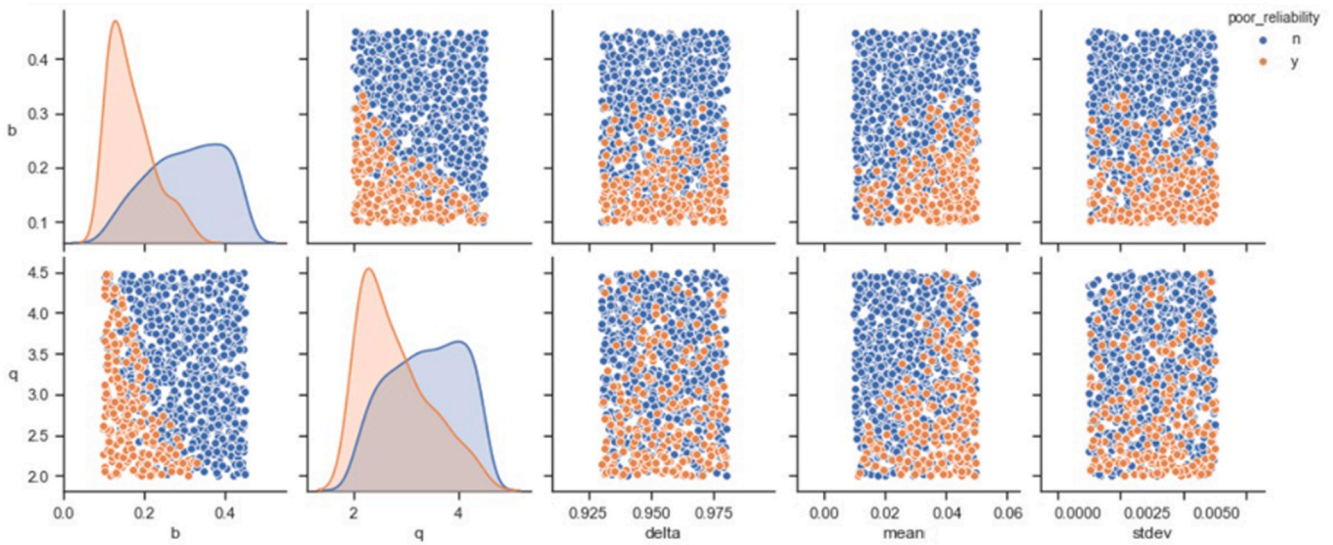 poor_reliability
n
y
b
0.4
0.3
0.2
0.1
q
4.5
4.0
3.5
3.0
2.5
2.0
0.0 0.2 0.4
b
2 4
q
0.925 0.950 0.975
delta
0.00 0.02 0.04 0.06
mean
0.0000 0.0025 0.0050
stdev